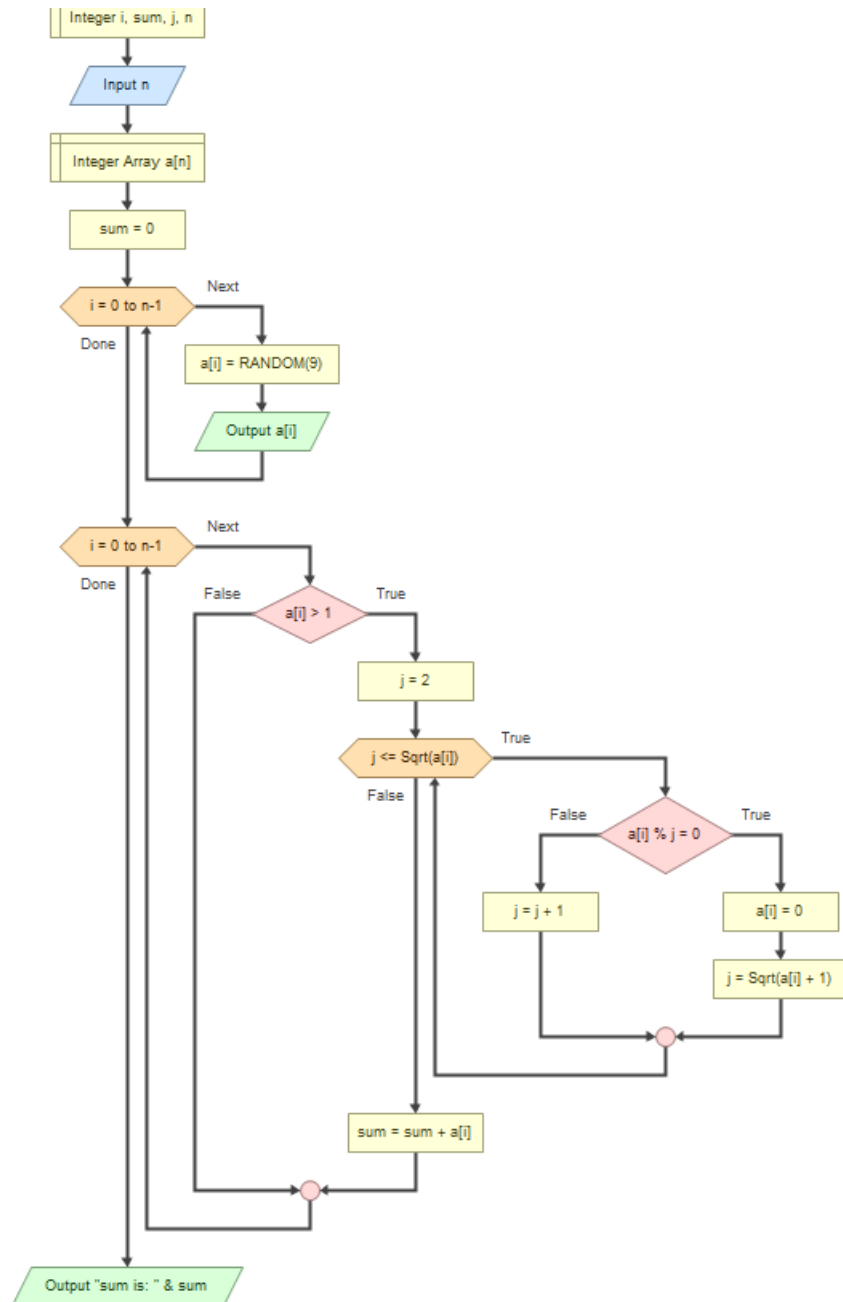 Integer i, sum, j, n
Input n
Integer Array a[n]
sum = 0
i = 0 to n-1
Next
Done
a[i] = RANDOM(9)
Output a[i]
i = 0 to n-1
Next
Done
a[i] > 1
False
True
j = 2
j <= Sqrt(a[i])
True
False
a[i] % j = 0
False
True
j = j + 1
a[i] = 0
j = Sqrt(a[i] + 1)
sum = sum + a[i]
Output "sum is: " & sum